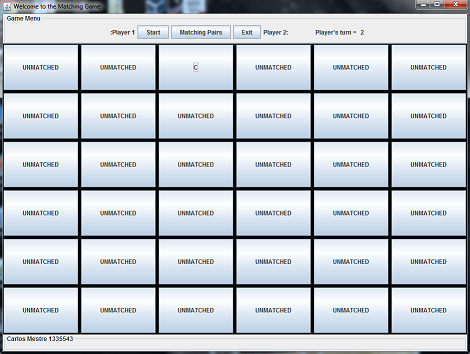 Welcome to the Matching Game
Game Menu
:Player 1 Start Matching Pairs Exit Player 2: Player's turn = 2
UNMATCHED UNMATCHED C UNMATCHED UNMATCHED UNMATCHED
UNMATCHED UNMATCHED UNMATCHED UNMATCHED UNMATCHED UNMATCHED
UNMATCHED UNMATCHED UNMATCHED UNMATCHED UNMATCHED UNMATCHED
UNMATCHED UNMATCHED UNMATCHED UNMATCHED UNMATCHED UNMATCHED
UNMATCHED UNMATCHED UNMATCHED UNMATCHED UNMATCHED UNMATCHED
UNMATCHED UNMATCHED UNMATCHED UNMATCHED UNMATCHED UNMATCHED
Carlos Mestre 1335543